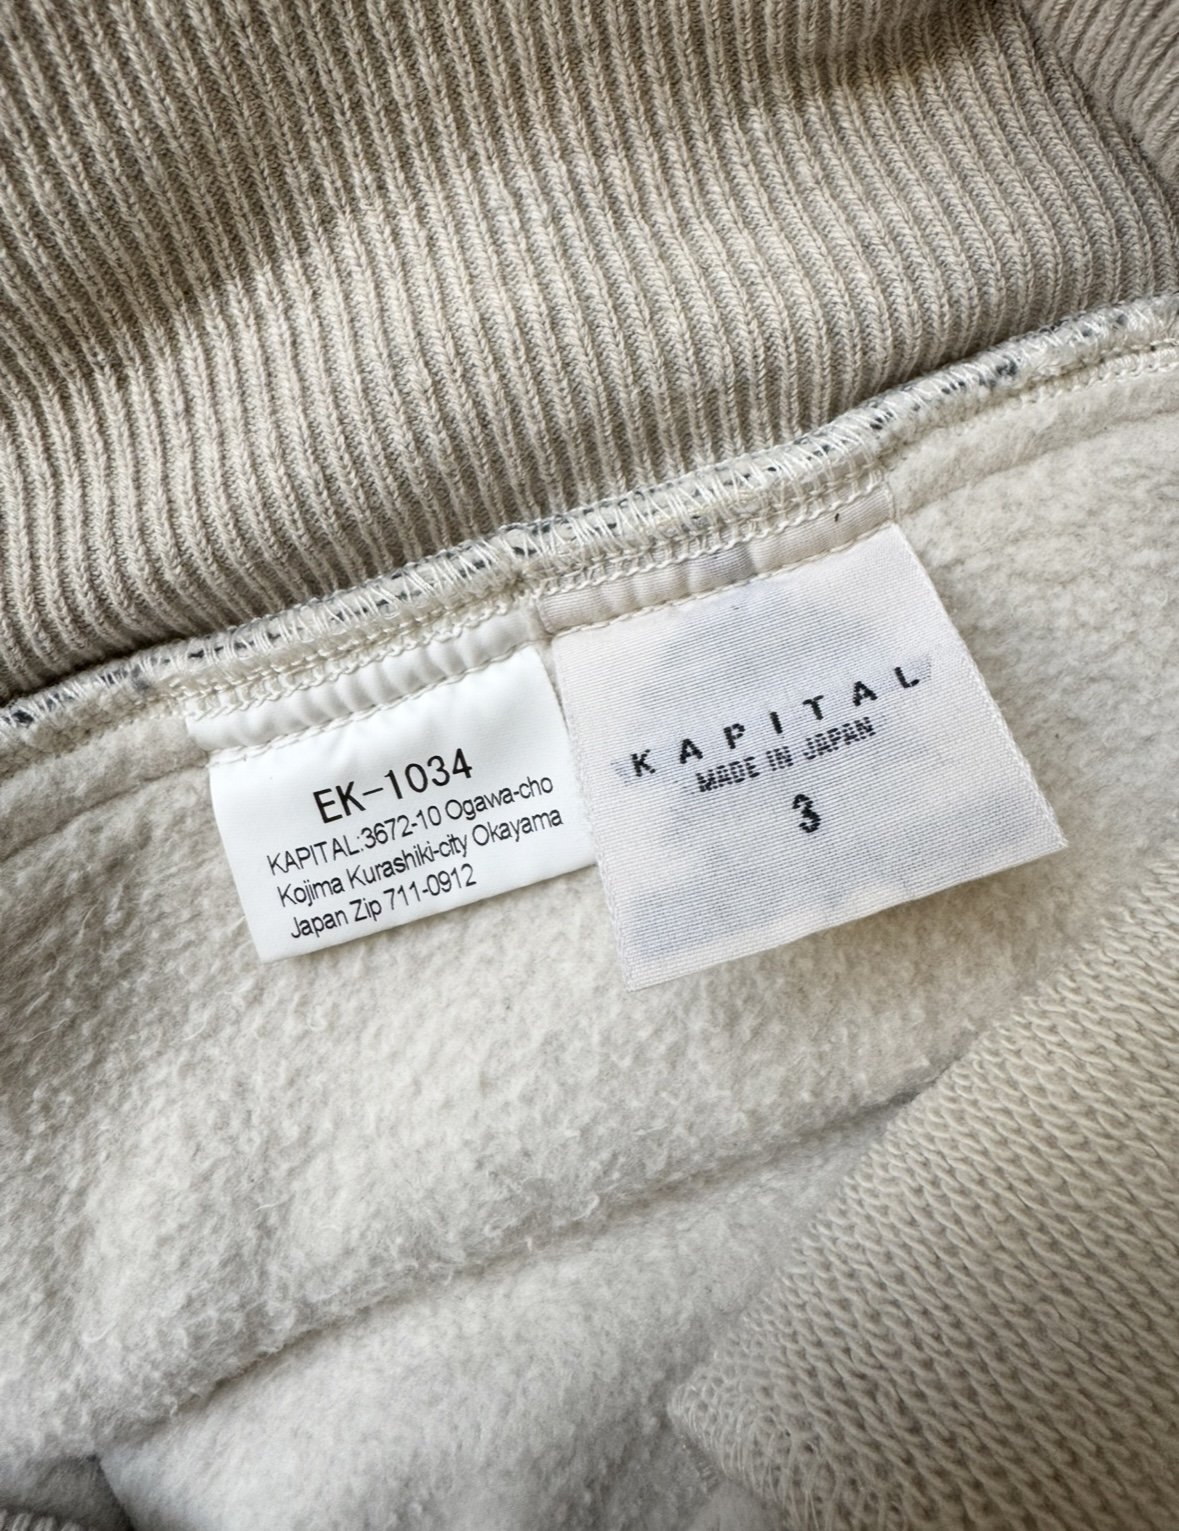 EK-1034
KAPITAL:3672-10 Ogawa-cho
Kojima Kurashiki-city Okayama
Japan Zip 711-0912
KAPITAL
MADE IN JAPAN
3